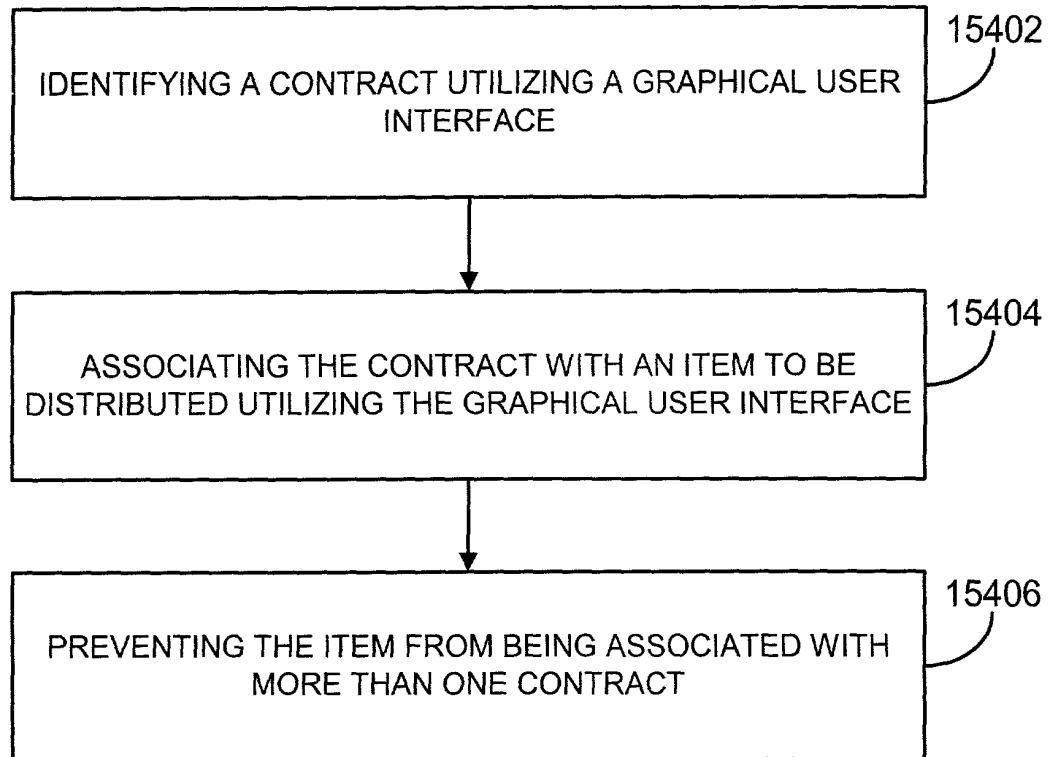 15402
IDENTIFYING A CONTRACT UTILIZING A GRAPHICAL USER
INTERFACE
15404
ASSOCIATING THE CONTRACT WITH AN ITEM TO BE
DISTRIBUTED UTILIZING THE GRAPHICAL USER INTERFACE
15406
PREVENTING THE ITEM FROM BEING ASSOCIATED WITH
MORE THAN ONE CONTRACT